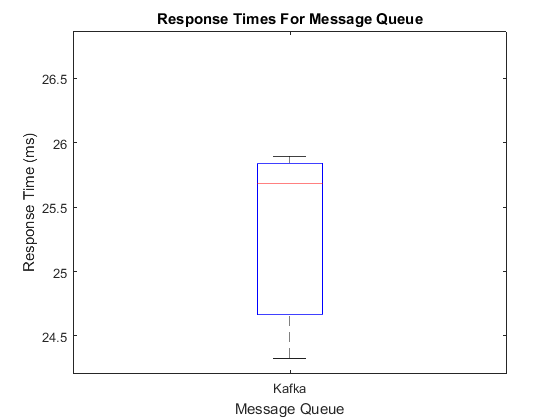 Response Times For Message Queue
26.5
26
25.5
25
24.5
Response Time (ms)
Kafka
Message Queue